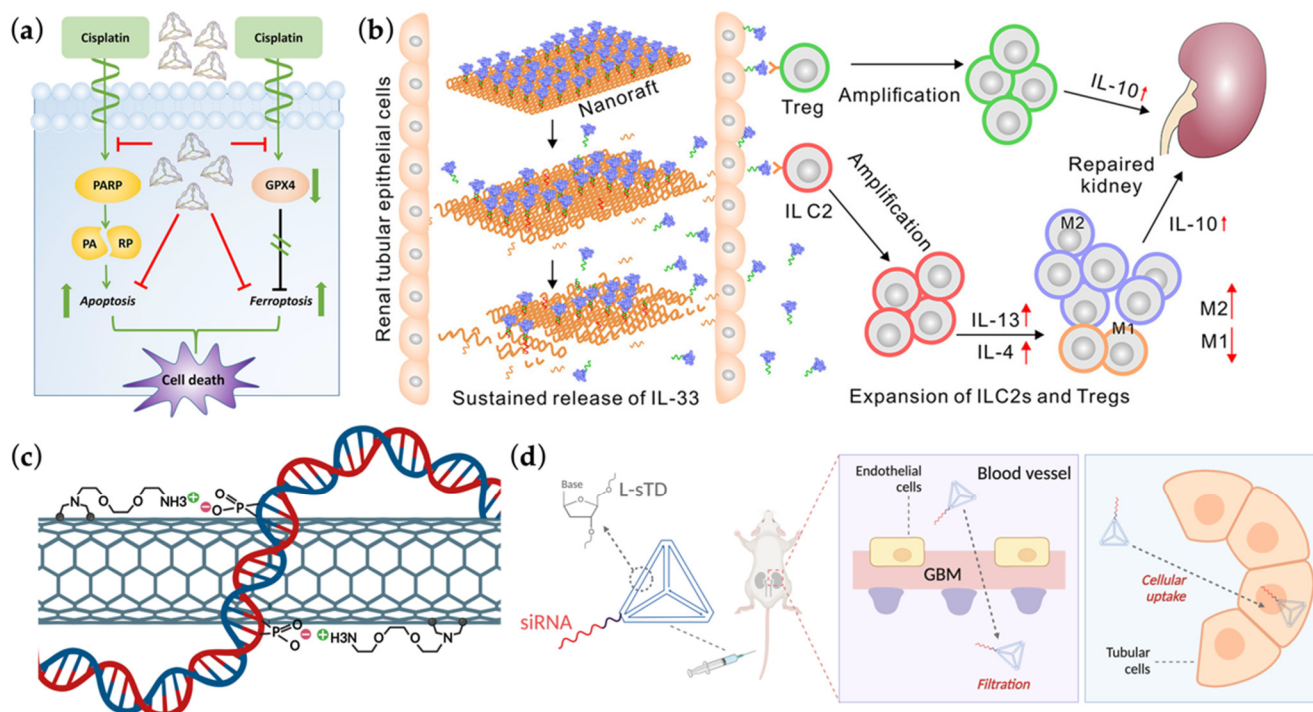 (a)
Cisplatin
Cisplatin
PARP
GPX4
PA
RP
Apoptosis
Ferroptosis
Cell death
(b)
Renal tubular epithelial cells
Nanoraft
Sustained release of IL-33
Treg
Amplification
IL-10↑
Repaired
kidney
IL C2
Amplification
IL-13↑
IL-4↑
M2
M1
IL-10↑
M2↑
M1↓
Expansion of ILC2s and Tregs
(c)
NH3 +
- O
O
P
O
N
O
O
P
O
O -
+ H3N
O
O
N
(d)
Base
O
O
L-sTD
siRNA
Endothelial
cells
Blood vessel
GBM
Filtration
Cellular
uptake
Tubular
cells